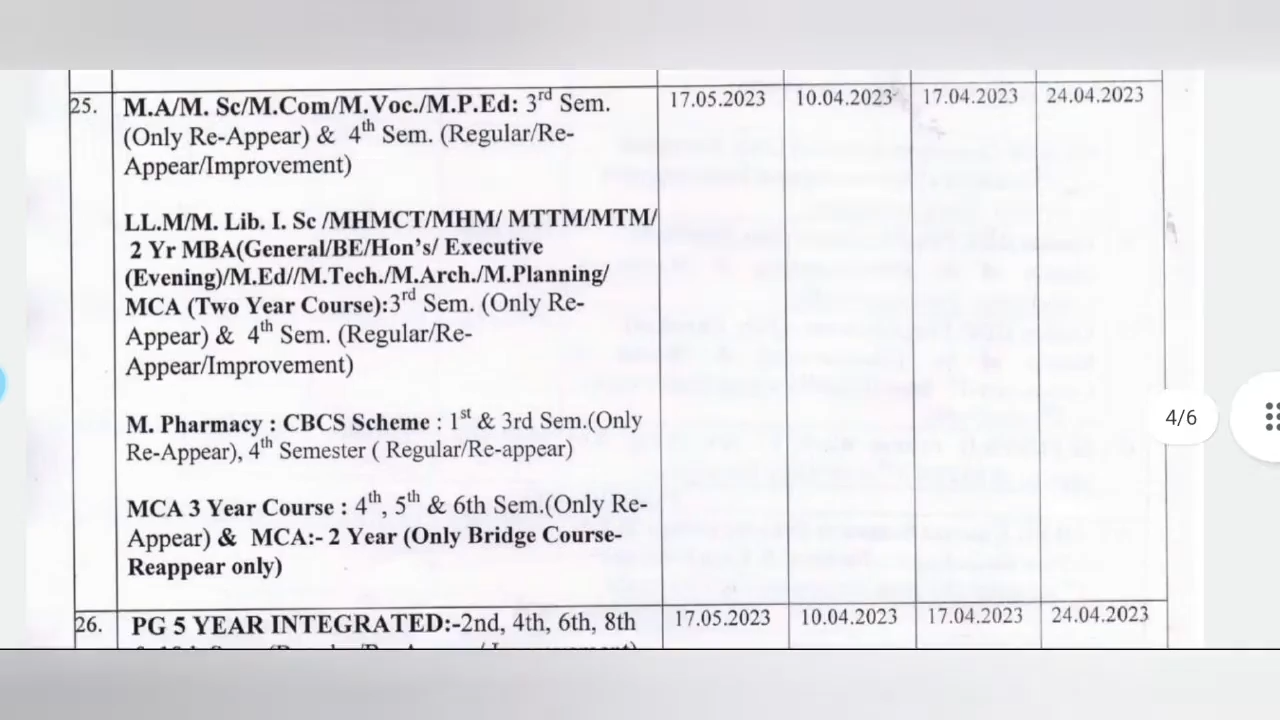 25. M.A/M. Sc/M.Com/M.Voc./M.P.Ed: 3rd Sem. 17.05.2023 10.04.2023 17.04.2023 24.04.2023
(Only Re-Appear) & 4th Sem. (Regular/Re-
Appear/Improvement)
LL.M/M. Lib. I. Sc /MHMCT/MHM/ MTTM/MTM/
2 Yr MBA(General/BE/Hon's/ Executive
(Evening)/M.Ed//M.Tech./M.Arch./M.Planning/
MCA (Two Year Course):3rd Sem. (Only Re-
Appear) & 4th Sem. (Regular/Re-
Appear/Improvement)
M. Pharmacy : CBCS Scheme : 1st & 3rd Sem.(Only
Re-Appear), 4th Semester ( Regular/Re-appear)
MCA 3 Year Course : 4th, 5th & 6th Sem.(Only Re-
Appear) & MCA:- 2 Year (Only Bridge Course-
Reappear only)
26. PG 5 YEAR INTEGRATED:-2nd, 4th, 6th, 8th 17.05.2023 10.04.2023 17.04.2023 24.04.2023
4/6